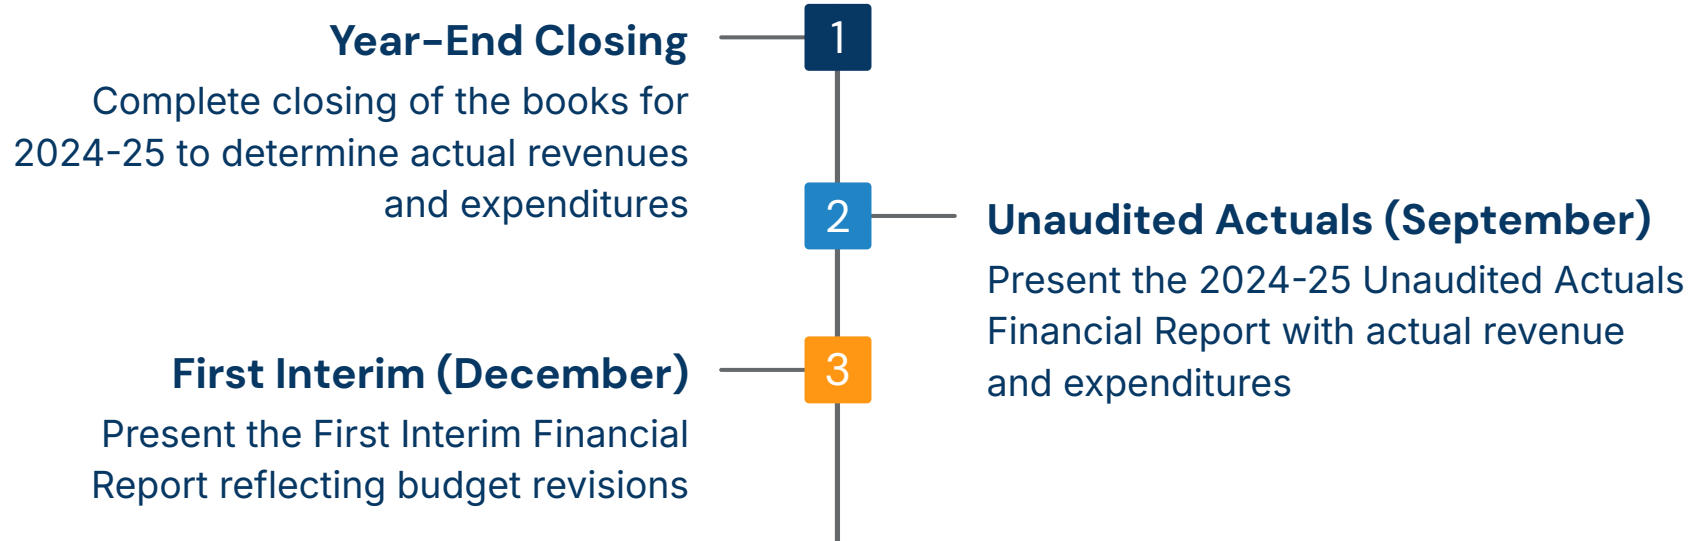 1
Year-End Closing
Complete closing of the books for
2024-25 to determine actual revenues
and expenditures
2
Unaudited Actuals (September)
Present the 2024-25 Unaudited Actuals
Financial Report with actual revenue
and expenditures
3
First Interim (December)
Present the First Interim Financial
Report reflecting budget revisions